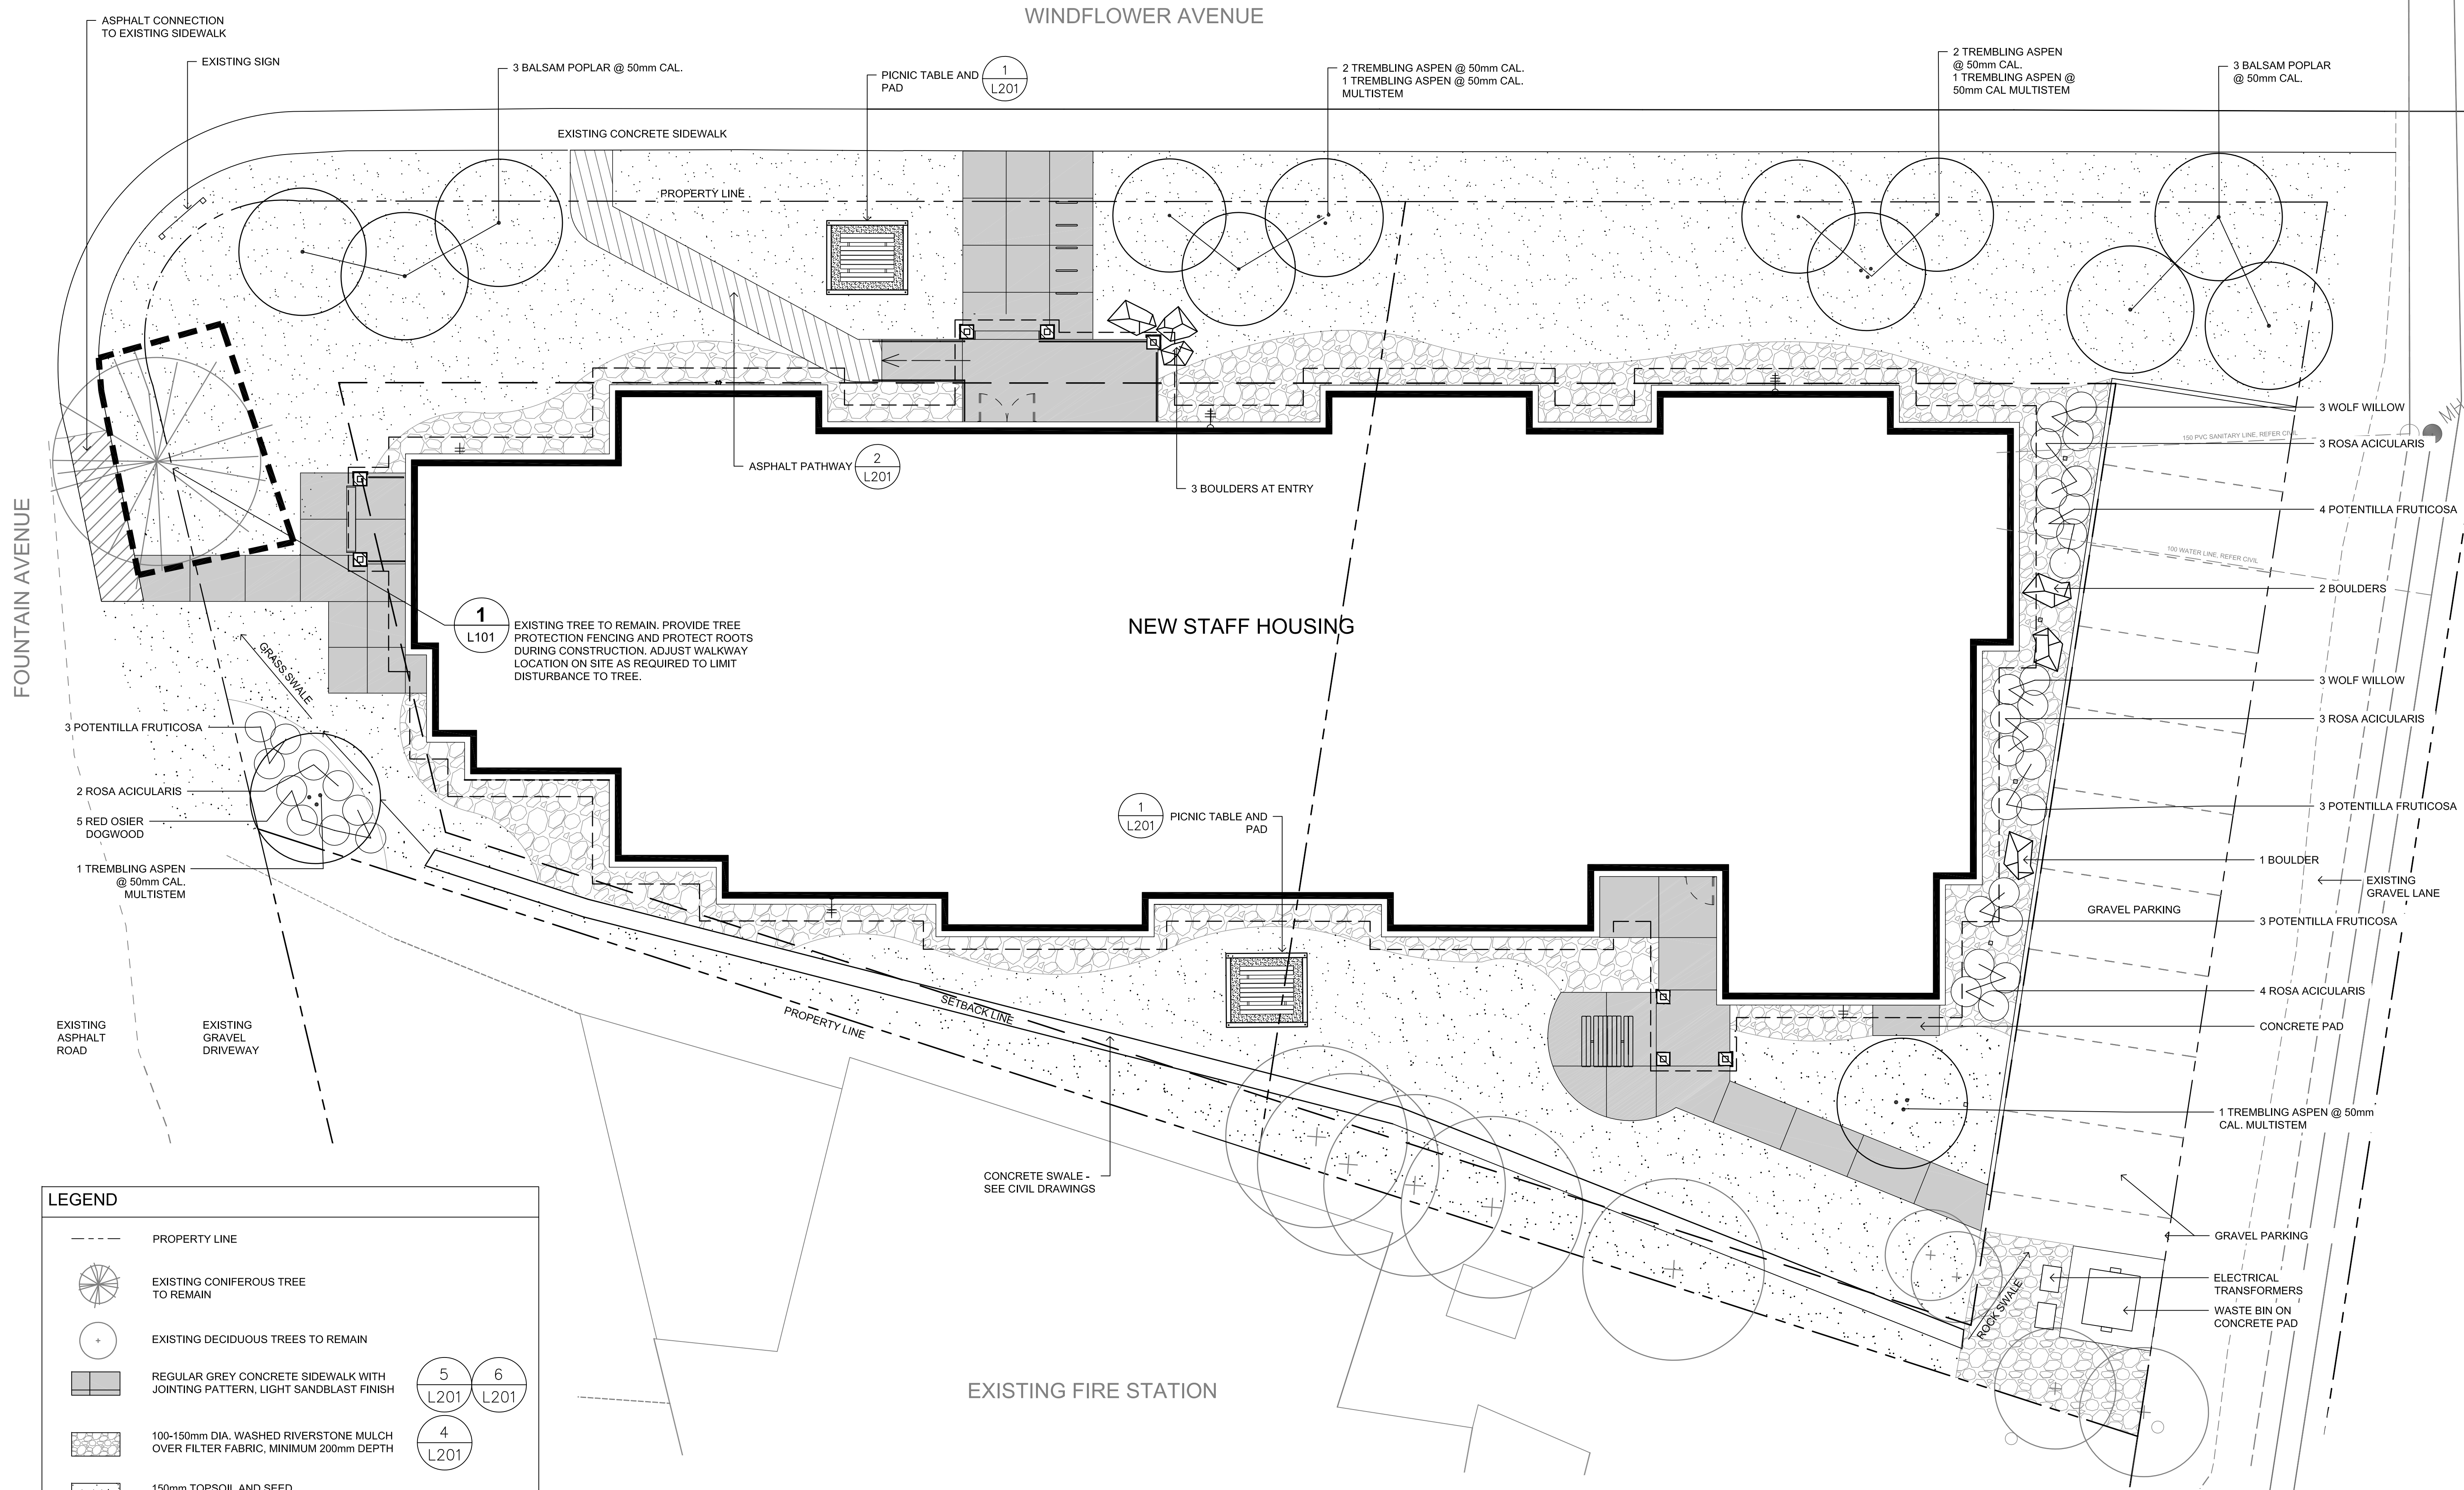 WINDFLOWER AVENUE
ASPHALT CONNECTION
TO EXISTING SIDEWALK
EXISTING SIGN
3 BALSAM POPLAR @ 50mm CAL.
PICNIC TABLE AND
PAD
1
L201
2 TREMBLING ASPEN @ 50mm CAL.
1 TREMBLING ASPEN @ 50mm CAL.
MULTISTEM
2 TREMBLING ASPEN
@ 50mm CAL.
1 TREMBLING ASPEN @
50mm CAL MULTISTEM
3 BALSAM POPLAR
@ 50mm CAL.
EXISTING CONCRETE SIDEWALK
PROPERTY LINE
3 WOLF WILLOW
MH
150 PVC SANITARY LINE, REFER CIVIL
3 ROSA ACICULARIS
ASPHALT PATHWAY
2
L201
3 BOULDERS AT ENTRY
4 POTENTILLA FRUTICOSA
100 WATER LINE, REFER CIVIL
2 BOULDERS
FOUNTAIN AVENUE
1
L101
EXISTING TREE TO REMAIN. PROVIDE TREE
PROTECTION FENCING AND PROTECT ROOTS
DURING CONSTRUCTION. ADJUST WALKWAY
LOCATION ON SITE AS REQUIRED TO LIMIT
DISTURBANCE TO TREE.
NEW STAFF HOUSING
GRASS SWALE
3 WOLF WILLOW
3 ROSA ACICULARIS
3 POTENTILLA FRUTICOSA
2 ROSA ACICULARIS
5 RED OSIER
DOGWOOD
1 TREMBLING ASPEN
@ 50mm CAL.
MULTISTEM
1
L201
PICNIC TABLE AND
PAD
3 POTENTILLA FRUTICOSA
1 BOULDER
EXISTING
GRAVEL LANE
GRAVEL PARKING
3 POTENTILLA FRUTICOSA
4 ROSA ACICULARIS
CONCRETE PAD
SETBACK LINE
PROPERTY LINE
EXISTING
ASPHALT
ROAD
EXISTING
GRAVEL
DRIVEWAY
1 TREMBLING ASPEN @ 50mm
CAL. MULTISTEM
CONCRETE SWALE -
SEE CIVIL DRAWINGS
GRAVEL PARKING
ELECTRICAL
TRANSFORMERS
WASTE BIN ON
CONCRETE PAD
ROCK SWALE
EXISTING FIRE STATION
LEGEND
PROPERTY LINE
EXISTING CONIFEROUS TREE
TO REMAIN
EXISTING DECIDUOUS TREES TO REMAIN
REGULAR GREY CONCRETE SIDEWALK WITH
JOINTING PATTERN, LIGHT SANDBLAST FINISH
5
L201
6
L201
100-150mm DIA. WASHED RIVERSTONE MULCH
OVER FILTER FABRIC, MINIMUM 200mm DEPTH
4
L201
150mm TOPSOIL AND SEED